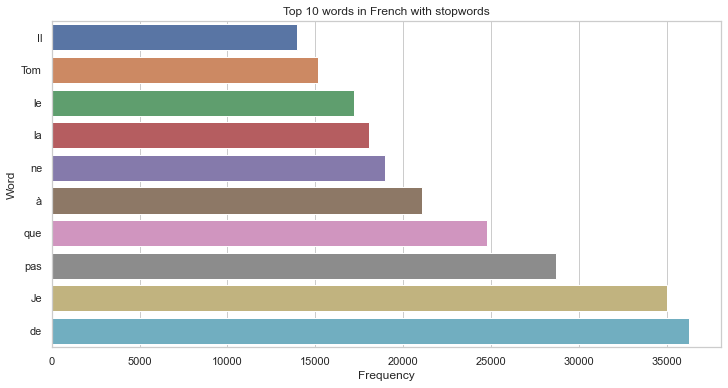 Top 10 words in French with stopwords
Word
Il
Tom
le
la
ne
à
que
pas
Je
de
0 5000 10000 15000 20000 25000 30000 35000
Frequency